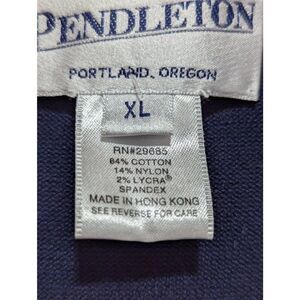 PENDLETON
PORTLAND, OREGON
XL
RN#29685
84% COTTON
14% NYLON
2% LYCRA®
SPANDEX
MADE IN HONG KONG
SEE REVERSE FOR CARE